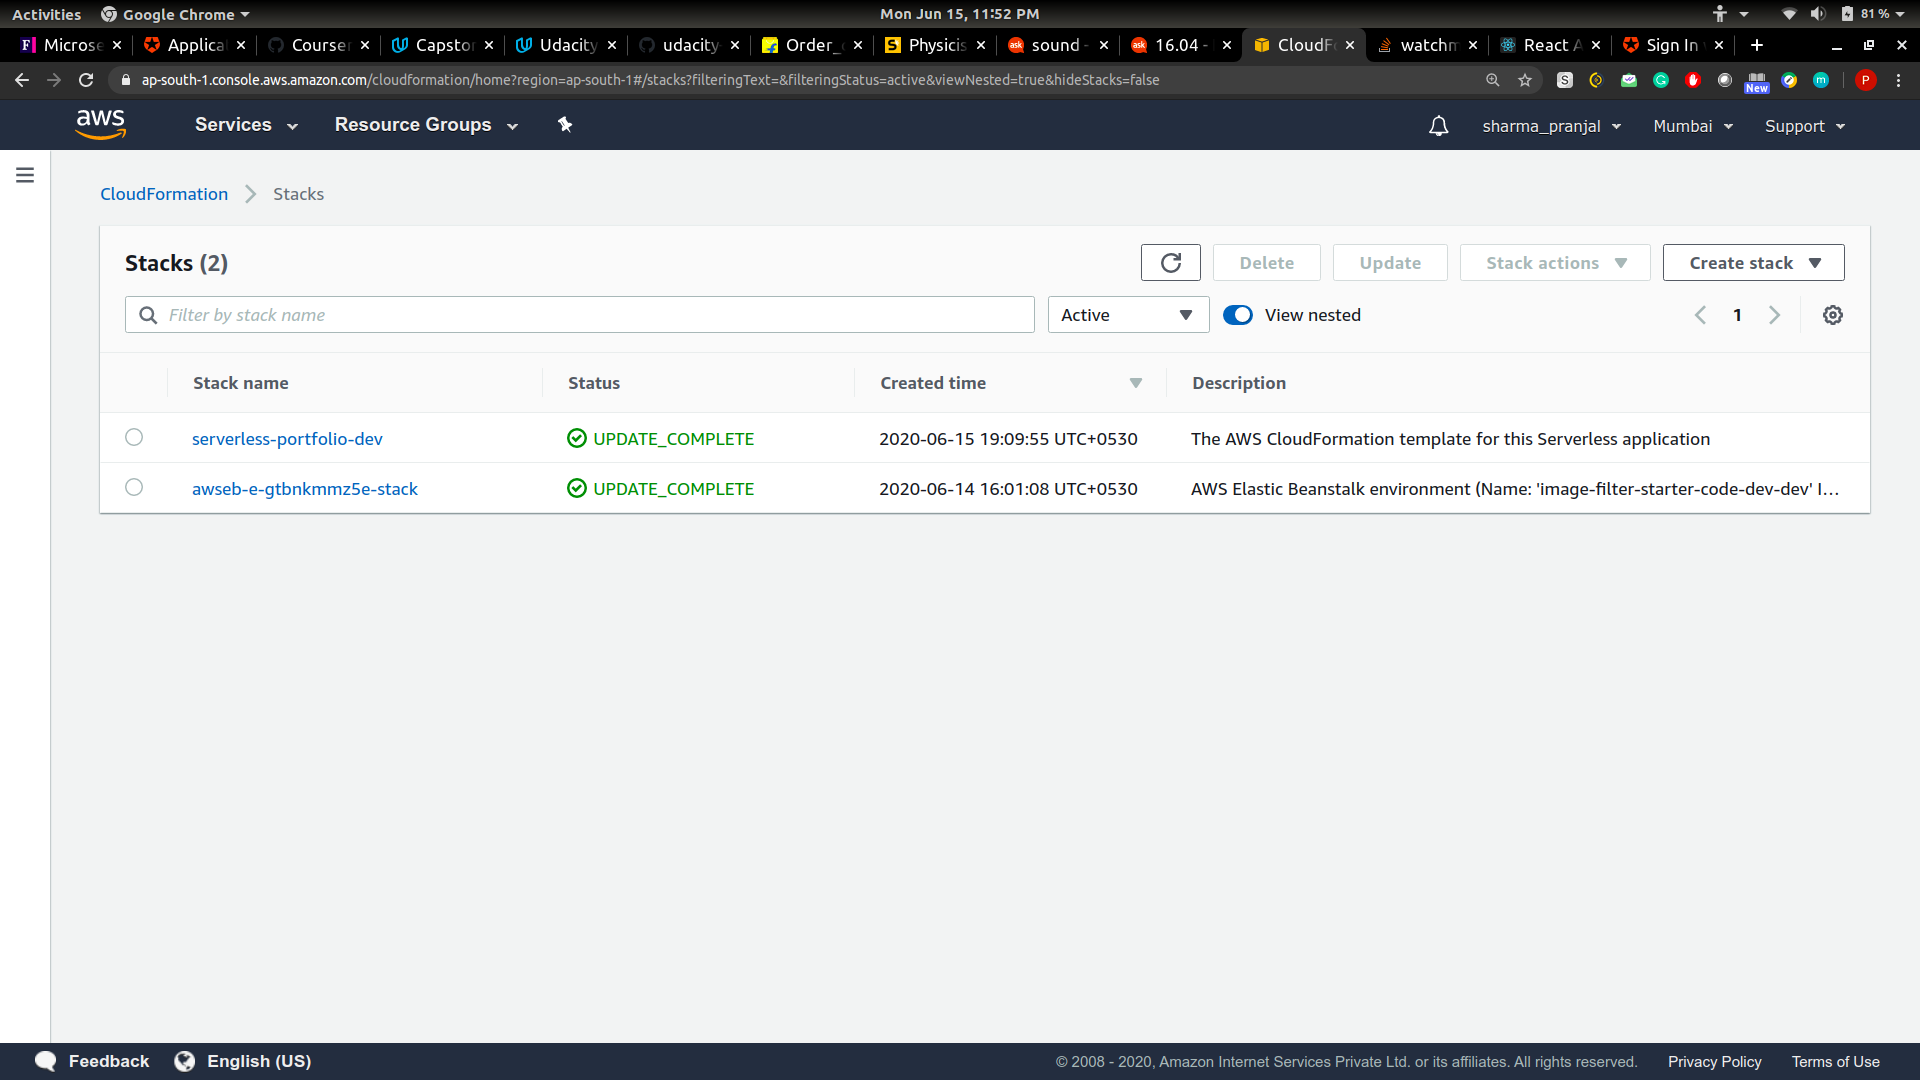 Activities Google Chrome Mon Jun 15, 11:52 PM 81 %
Microse Applica Courser Capsto Udacity udacity Order_ Physicis sound - 16.04 - CloudF watchm React A Sign In
ap-south-1.console.aws.amazon.com/cloudformation/home?region=ap-south-1#/stacks?filteringText=&filteringStatus=active&viewNested=true&hideStacks=false New P
aws Services Resource Groups sharma_pranjal Mumbai Support
CloudFormation Stacks
Stacks (2) Delete Update Stack actions Create stack
Filter by stack name Active View nested 1
Stack name Status Created time Description
serverless-portfolio-dev UPDATE_COMPLETE 2020-06-15 19:09:55 UTC+0530 The AWS CloudFormation template for this Serverless application
awseb-e-gtbnkmmz5e-stack UPDATE_COMPLETE 2020-06-14 16:01:08 UTC+0530 AWS Elastic Beanstalk environment (Name: 'image-filter-starter-code-dev-dev' I...
Feedback English (US) © 2008 - 2020, Amazon Internet Services Private Ltd. or its affiliates. All rights reserved. Privacy Policy Terms of Use